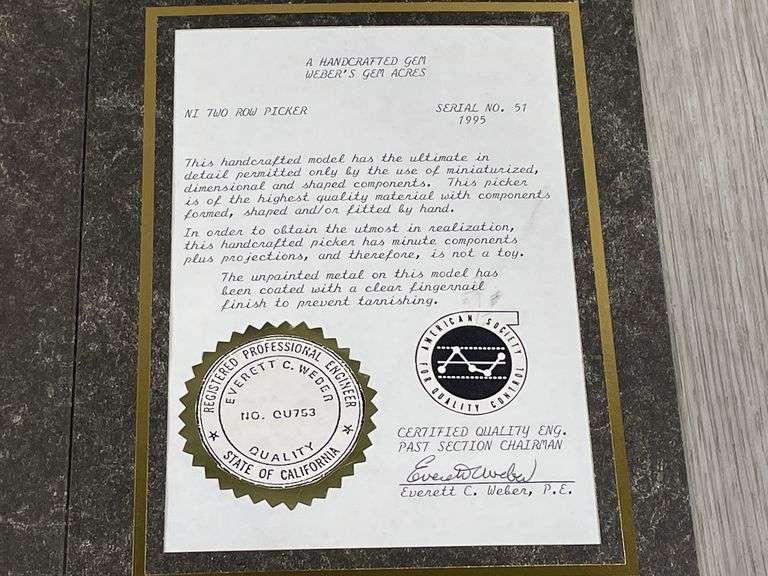 A HANDCRAFTED GEM
WEBER'S GEM ACRES
NI TWO ROW PICKER
SERIAL NO. 51
1995
This handcrafted model has the ultimate in
detail permitted only by the use of miniaturized,
dimensional and shaped components. This picker
is of the highest quality material with components
formed, shaped and/or fitted by hand.
In order to obtain the utmost in realization,
this handcrafted picker has minute components
plus projections, and therefore, is not a toy.
The unpainted metal on this model has
been coated with a clear fingernail
finish to prevent tarnishing.
REGISTERED PROFESSIONAL ENGINEER
EVERETT C. WEBER
NO. QU753
QUALITY
STATE OF CALIFORNIA
AMERICAN SOCIETY
FOR QUALITY CONTROL
CERTIFIED QUALITY ENG.
PAST SECTION CHAIRMAN
Everett C Weber
Everett C. Weber, P.E.